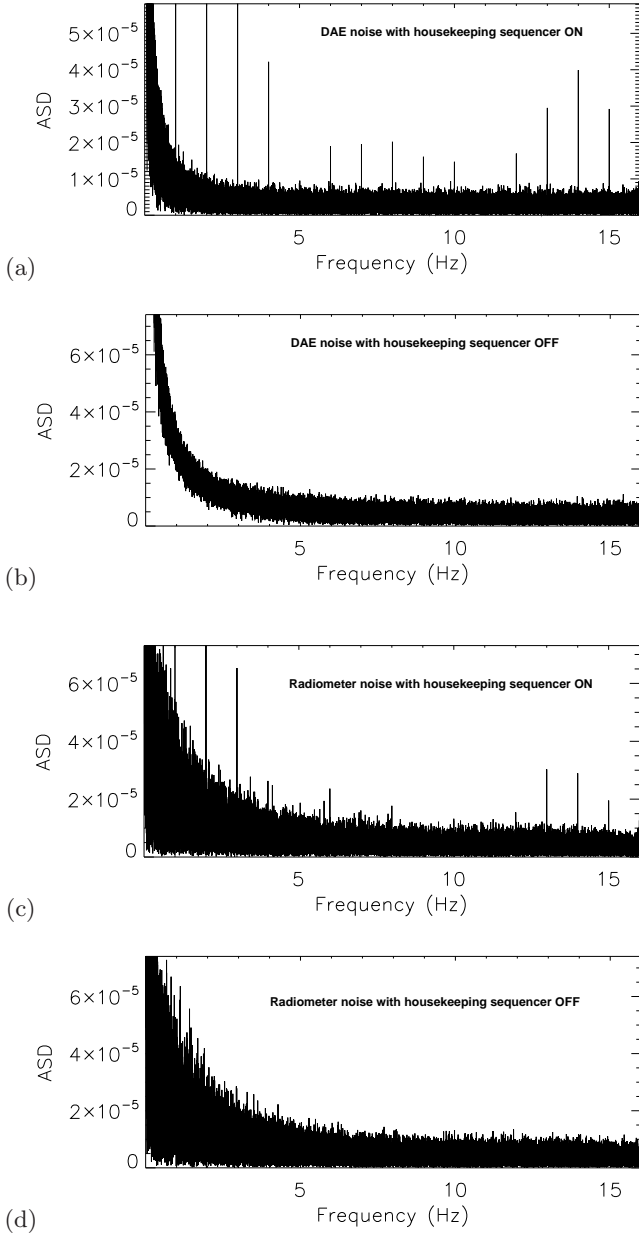 DAE noise with housekeeping sequencer ON
5×10⁻⁵
4×10⁻⁵
3×10⁻⁵
2×10⁻⁵
1×10⁻⁵
0
ASD
5 10 15
Frequency (Hz)
(a)
DAE noise with housekeeping sequencer OFF
6×10⁻⁵
4×10⁻⁵
2×10⁻⁵
0
ASD
5 10 15
Frequency (Hz)
(b)
Radiometer noise with housekeeping sequencer ON
6×10⁻⁵
4×10⁻⁵
2×10⁻⁵
0
ASD
5 10 15
Frequency (Hz)
(c)
Radiometer noise with housekeeping sequencer OFF
6×10⁻⁵
4×10⁻⁵
2×10⁻⁵
0
ASD
5 10 15
Frequency (Hz)
(d)